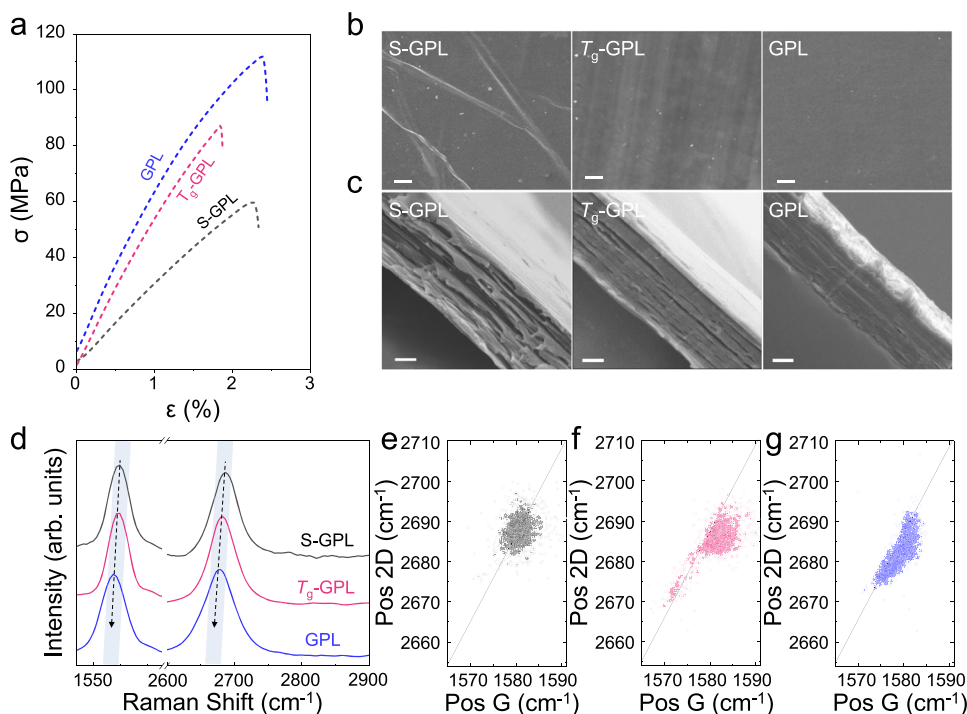 a
120
100
80
60
40
20
0
σ (MPa)
GPL
Tg-GPL
S-GPL
0 1 2 3
ε (%)
b
S-GPL Tg-GPL GPL
c
S-GPL Tg-GPL GPL
d
Intensity (arb. units)
S-GPL
Tg-GPL
GPL
1550 2600 2700 2800 2900
Raman Shift (cm-1)
e
2710
2700
2690
2680
2670
2660
Pos 2D (cm-1)
1570 1580 1590
Pos G (cm-1)
f
2710
2700
2690
2680
2670
2660
Pos 2D (cm-1)
1570 1580 1590
Pos G (cm-1)
g
2710
2700
2690
2680
2670
2660
Pos 2D (cm-1)
1570 1580 1590
Pos G (cm-1)